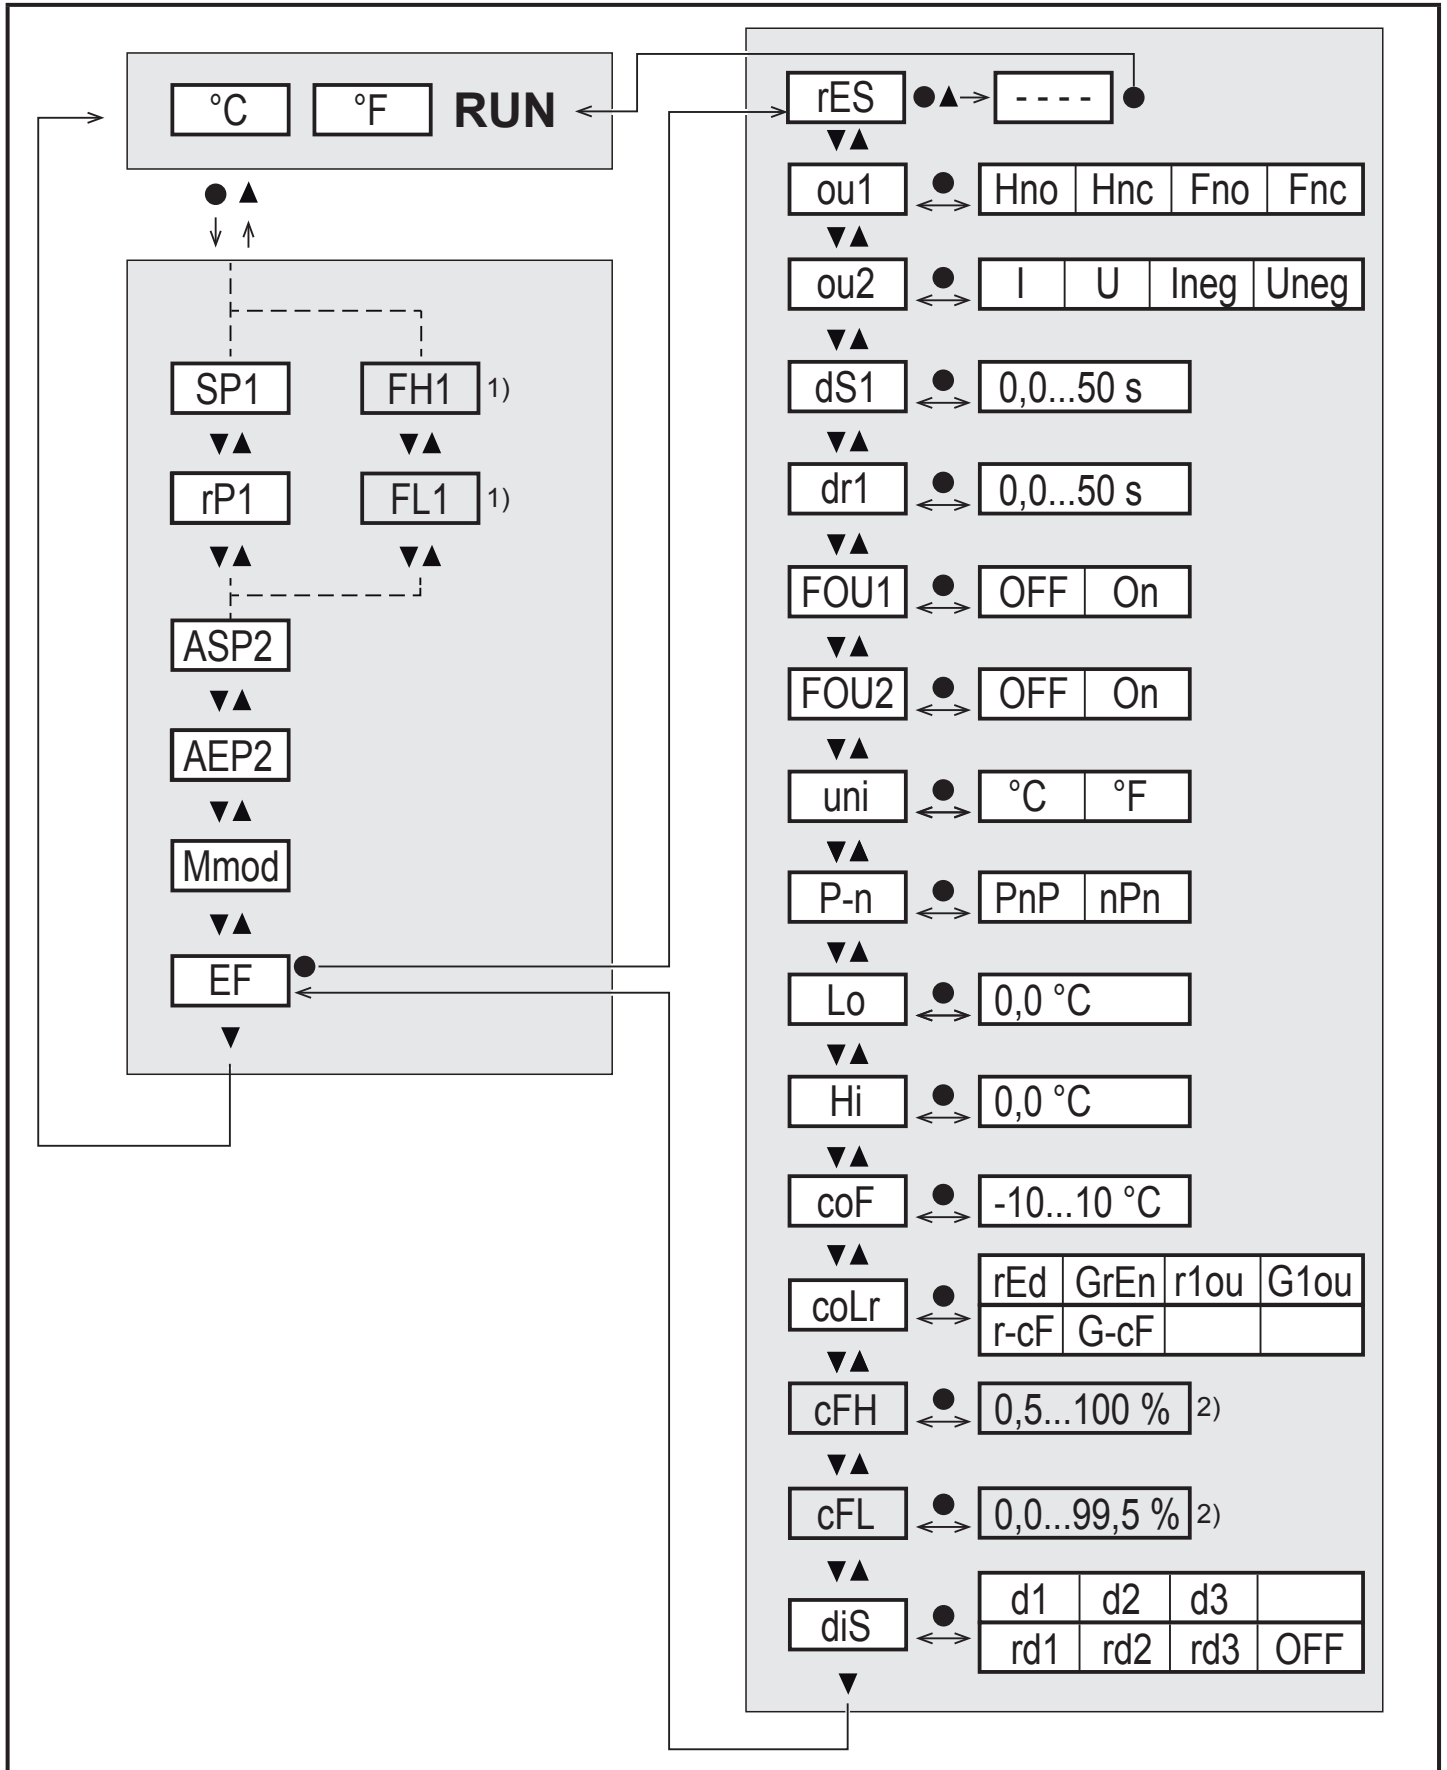 °C °F RUN
SP1 FH1 1)
rP1 FL1 1)
ASP2
AEP2
Mmod
EF
rES - - - -
ou1 Hno Hnc Fno Fnc
ou2 I U Ineg Uneg
dS1 0,0...50 s
dr1 0,0...50 s
FOU1 OFF On
FOU2 OFF On
uni °C °F
P-n PnP nPn
Lo 0,0 °C
Hi 0,0 °C
coF -10...10 °C
coLr rEd GrEn r1ou G1ou
r-cF G-cF
cFH 0,5...100 % 2)
cFL 0,0...99,5 % 2)
diS d1 d2 d3
rd1 rd2 rd3 OFF